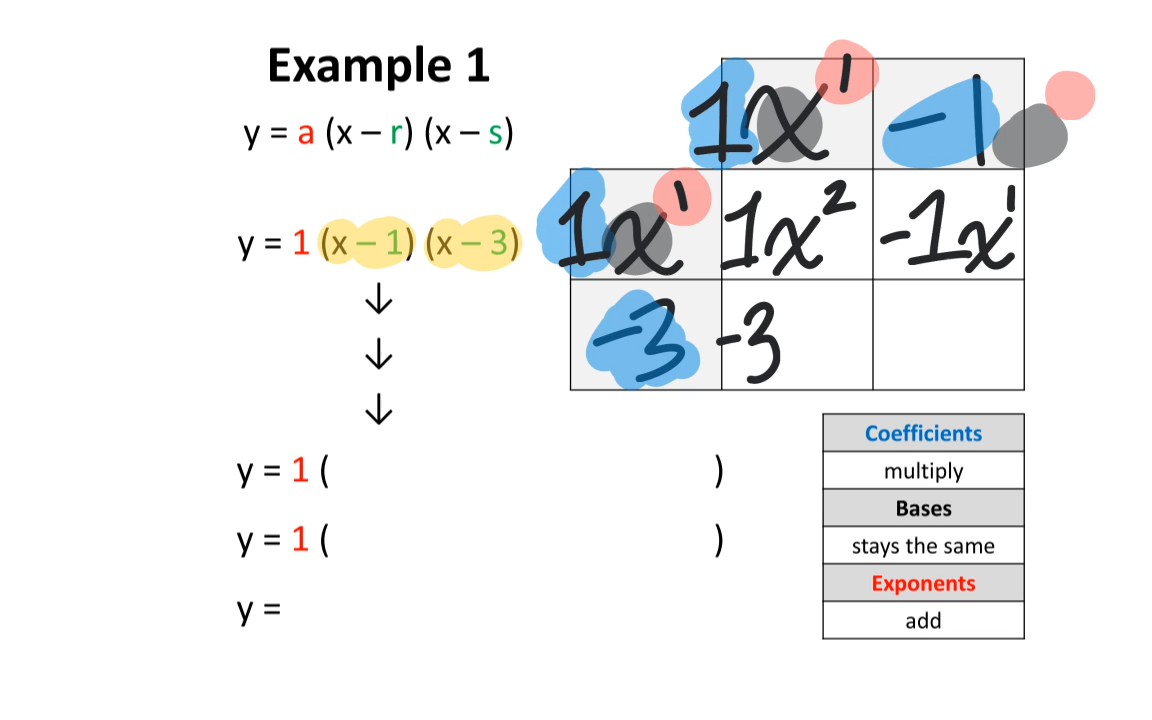 Example 1
y = a (x – r) (x – s)
y = 1 (x – 1) (x – 3)
↓
↓
↓
y = 1 ( )
y = 1 ( )
y =
1x¹ -1
1x¹ 1x² -1x¹
-3 -3
Coefficients
multiply
Bases
stays the same
Exponents
add